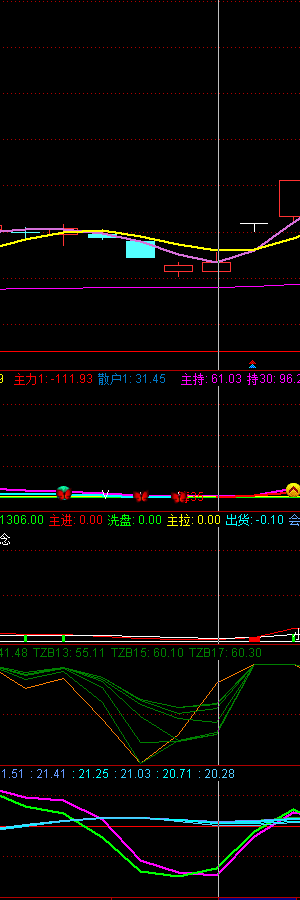 9 主力1: -111.93 散户1: 31.45 主持: 61.03 持30: 96.2
1306.00 主进: 0.00 洗盘: 0.00 主拉: 0.00 出货: -0.10 会
念
41.48 TZB13: 55.11 TZB15: 60.10 TZB17: 60.30
1.51 : 21.41 : 21.25 : 21.03 : 20.71 : 20.28